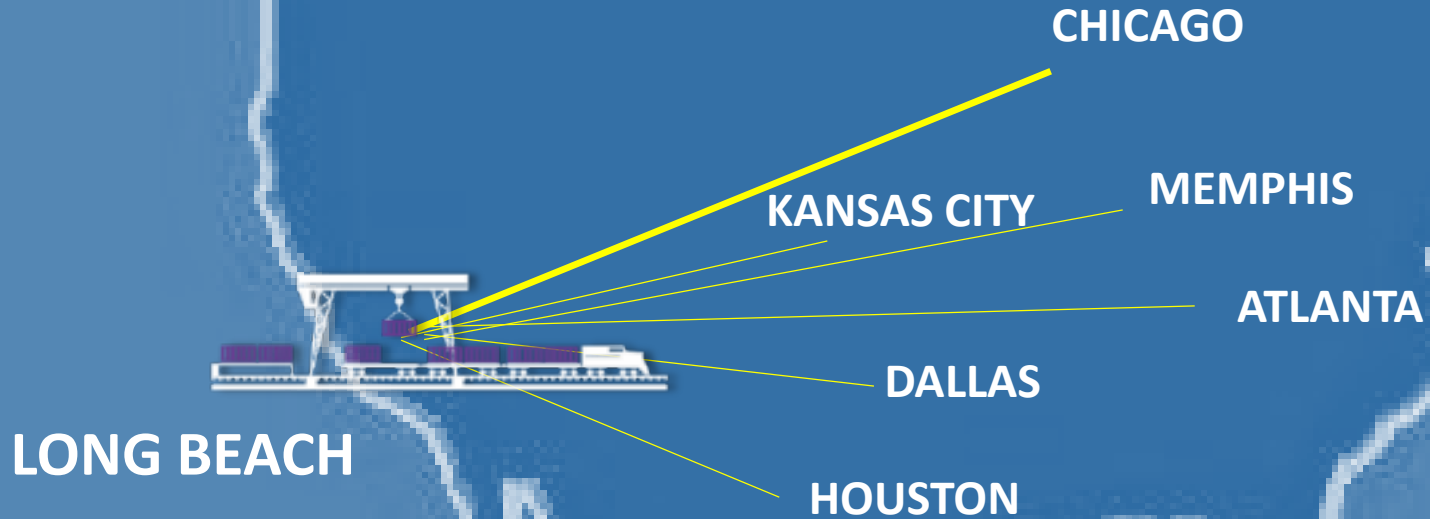 CHICAGO
MEMPHIS
KANSAS CITY
ATLANTA
DALLAS
LONG BEACH
HOUSTON